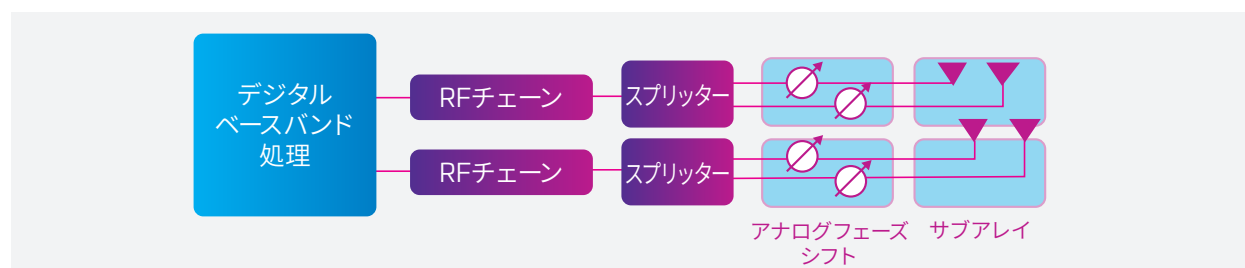 デジタル
ベースバンド
処理
RFチェーン
スプリッター
RFチェーン
スプリッター
アナログフェーズ
シフト
サブアレイ